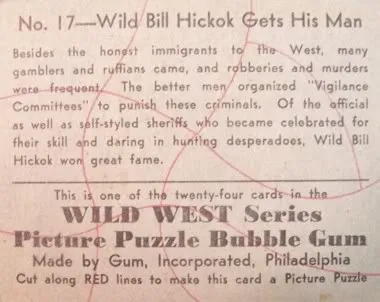 No. 17—Wild Bill Hickok Gets His Man
Besides the honest immigrants to the West, many
gamblers and ruffians came, and robberies and murders
were frequent. The better men organized "Vigilance
Committees" to punish these criminals. Of the official
as well as self-styled sheriffs who became celebrated for
their skill and daring in hunting desperadoes, Wild Bill
Hickok won great fame.
This is one of the twenty-four cards in the
WILD WEST Series
Picture Puzzle Bubble Gum
Made by Gum, Incorporated, Philadelphia
Cut along RED lines to make this card a Picture Puzzle